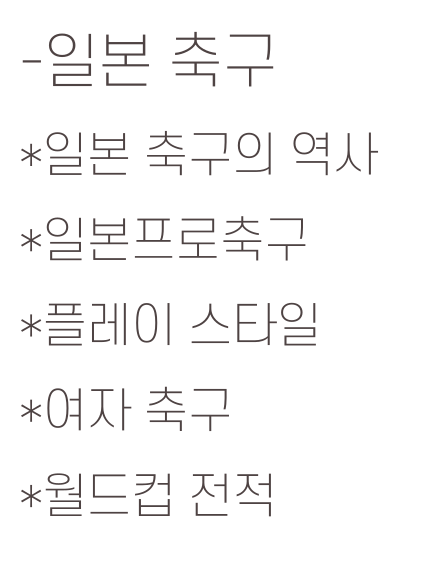 -일본 축구
*일본 축구의 역사
*일본프로축구
*플레이 스타일
*여자 축구
*월드컵 전적